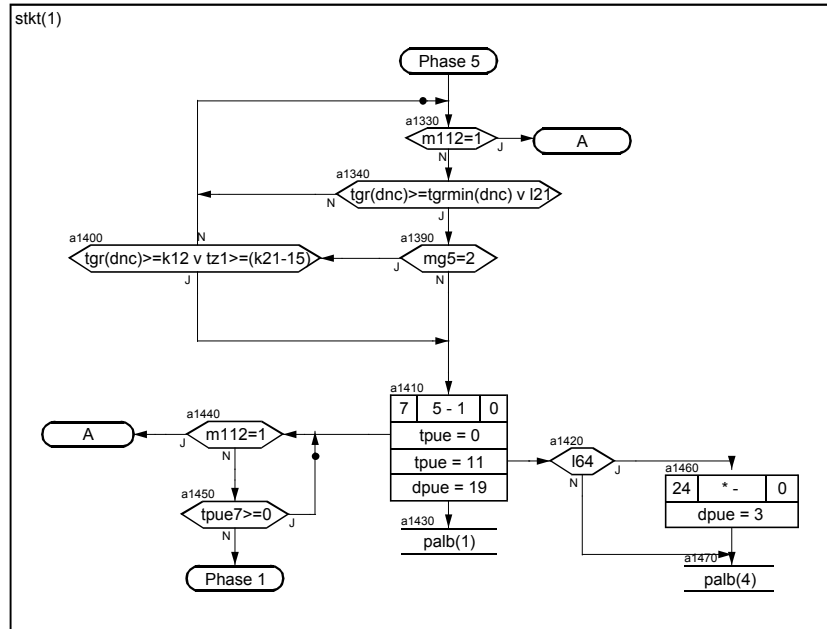 stkt(1)
Phase 5
a1330
m112=1
J
A
N
a1340
tgr(dnc)>=tgrmin(dnc) v l21
N
J
a1400
N
tgr(dnc)>=k12 v tz1>=(k21-15)
J
a1390
mg5=2
J
N
a1410
7 5 - 1 0
tpue = 0
tpue = 11
dpue = 19
a1440
m112=1
J
A
N
a1450
tpue7>=0
J
N
Phase 1
a1430
palb(1)
a1420
l64
J
N
a1460
24 * - 0
dpue = 3
a1470
palb(4)